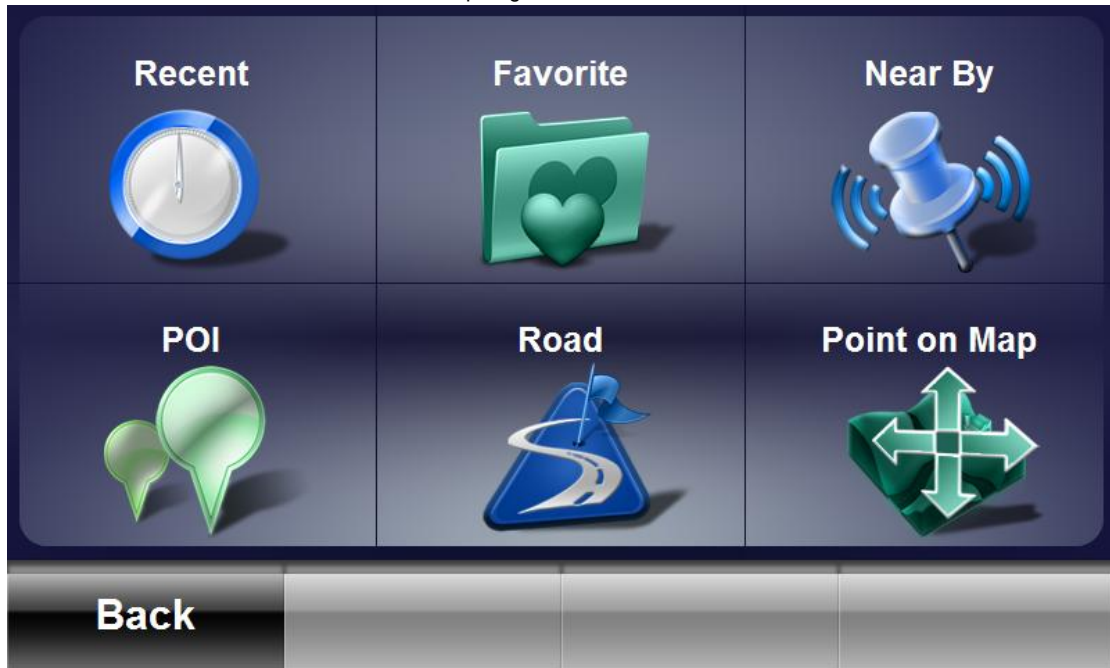 Recent
Favorite
Near By
POI
Road
Point on Map
Back